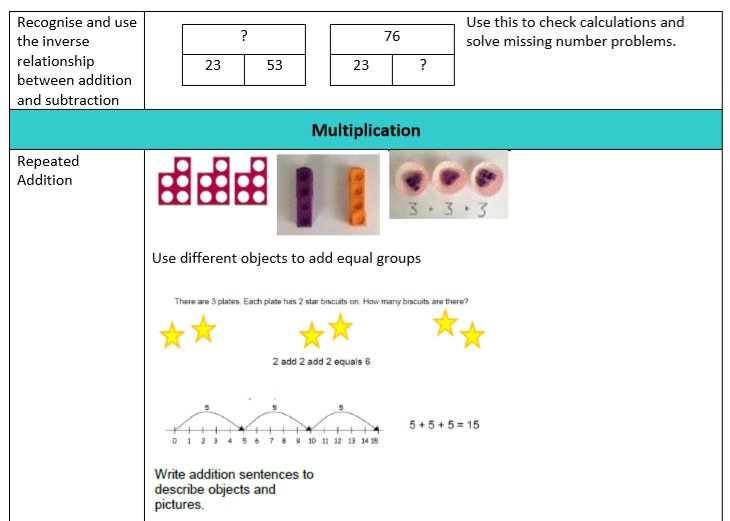 Recognise and use
the inverse
relationship
between addition
and subtraction
?
23 53
76
23 ?
Use this to check calculations and
solve missing number problems.
Multiplication
Repeated
Addition
3 + 3 + 3
Use different objects to add equal groups
There are 3 plates. Each plate has 2 star biscuits on. How many biscuits are there?
2 add 2 add 2 equals 6
5 5 5
0 1 2 3 4 5 6 7 8 9 10 11 12 13 14 15
5 + 5 + 5 = 15
Write addition sentences to
describe objects and
pictures.